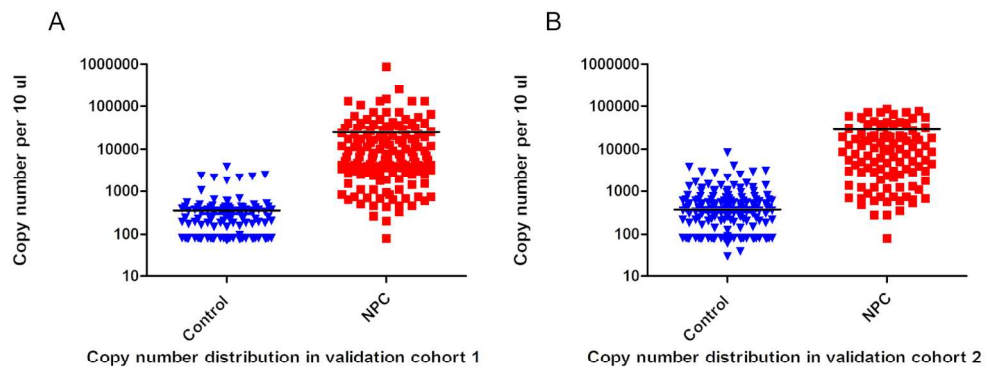 A
Copy number per 10 ul
1000000
100000
10000
1000
100
10
Control
NPC
Copy number distribution in validation cohort 1
B
Copy number per 10 ul
1000000
100000
10000
1000
100
10
Control
NPC
Copy number distribution in validation cohort 2